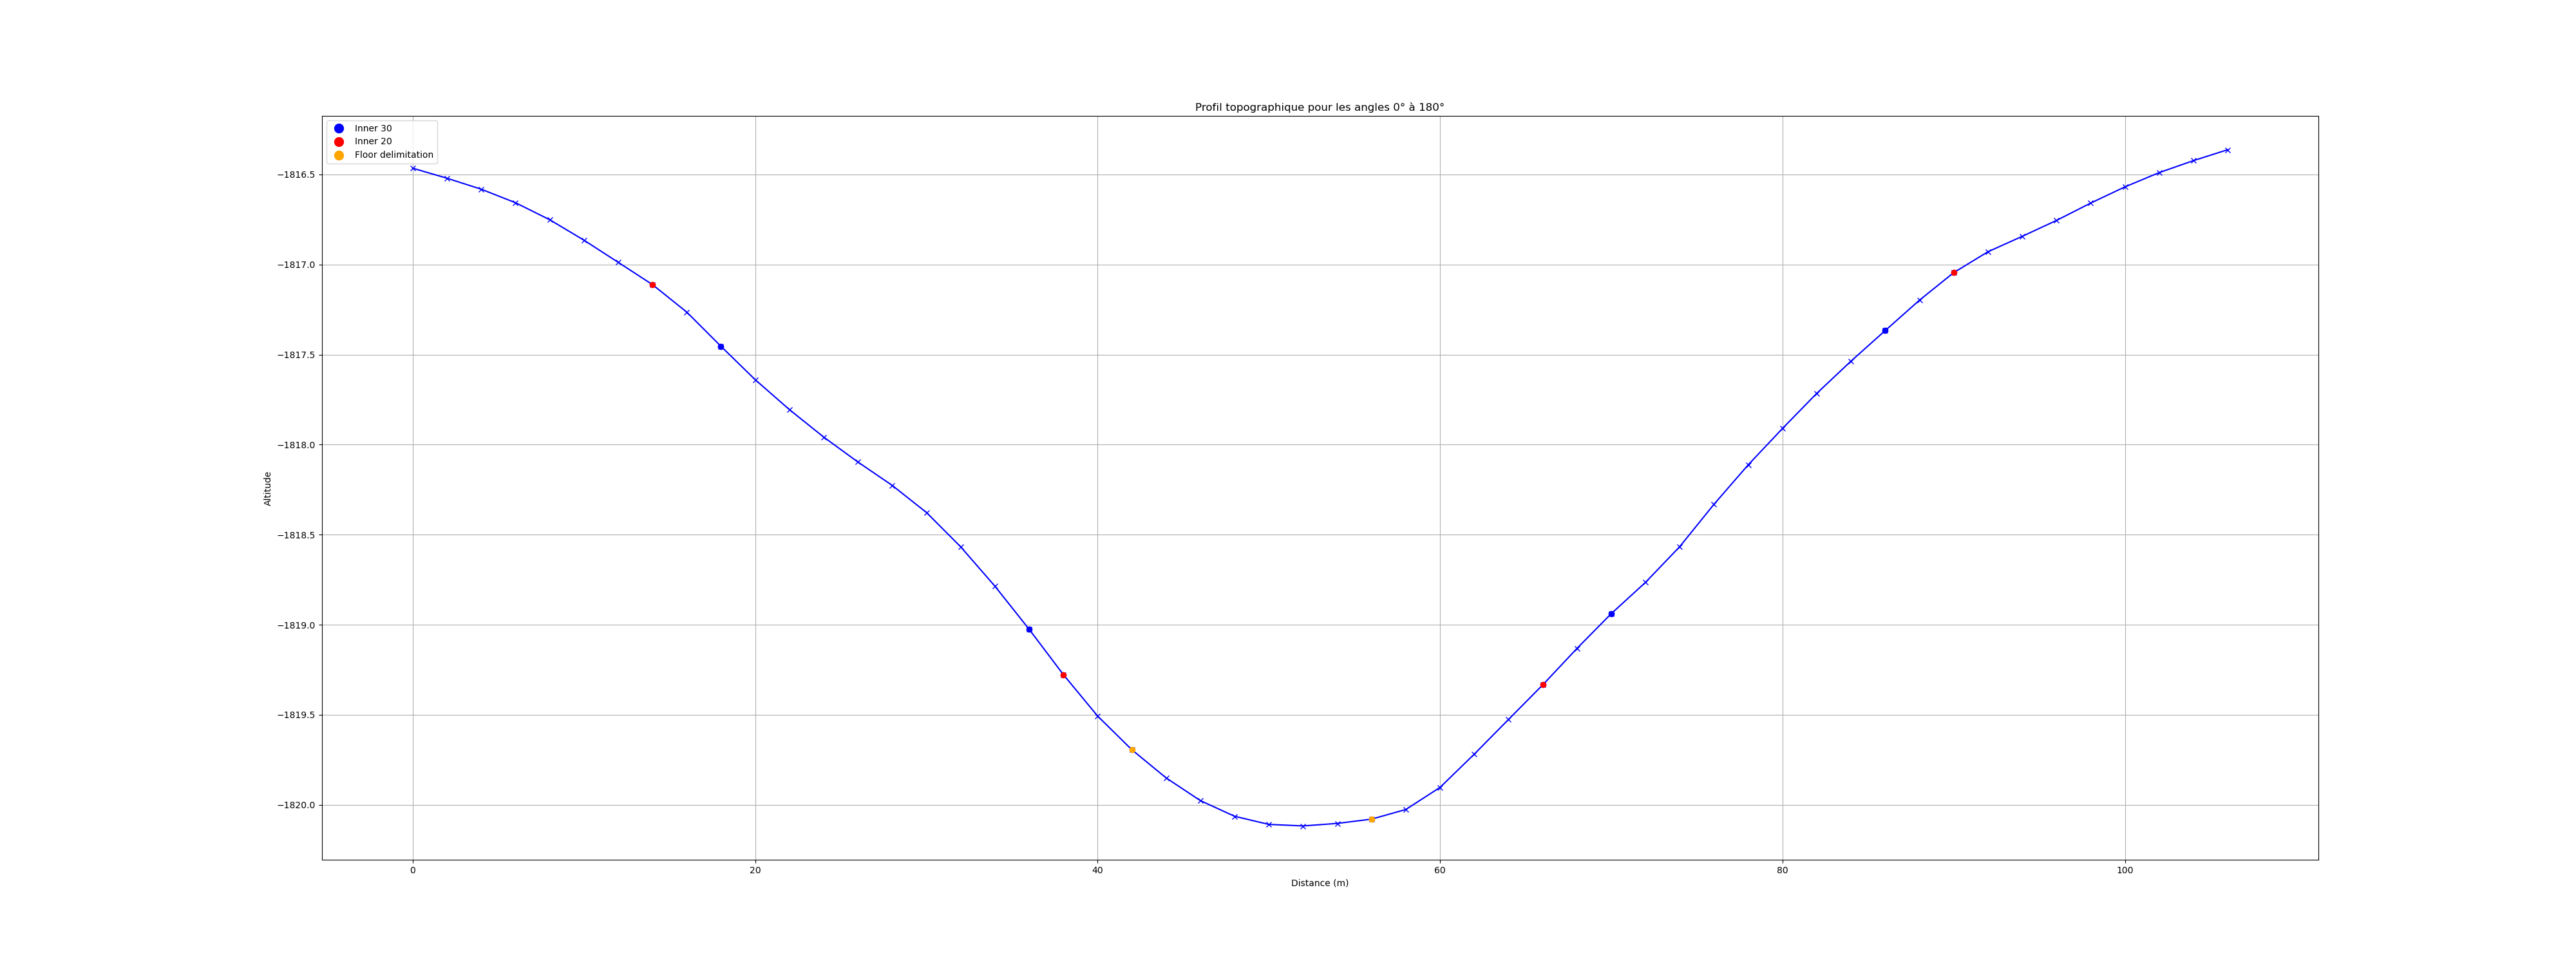 Profil topographique pour les angles 0° à 180°
Inner 30
Inner 20
Floor delimitation
−1816.5
−1817.0
−1817.5
−1818.0
−1818.5
−1819.0
−1819.5
−1820.0
Altitude
0
20
40
60
80
100
Distance (m)